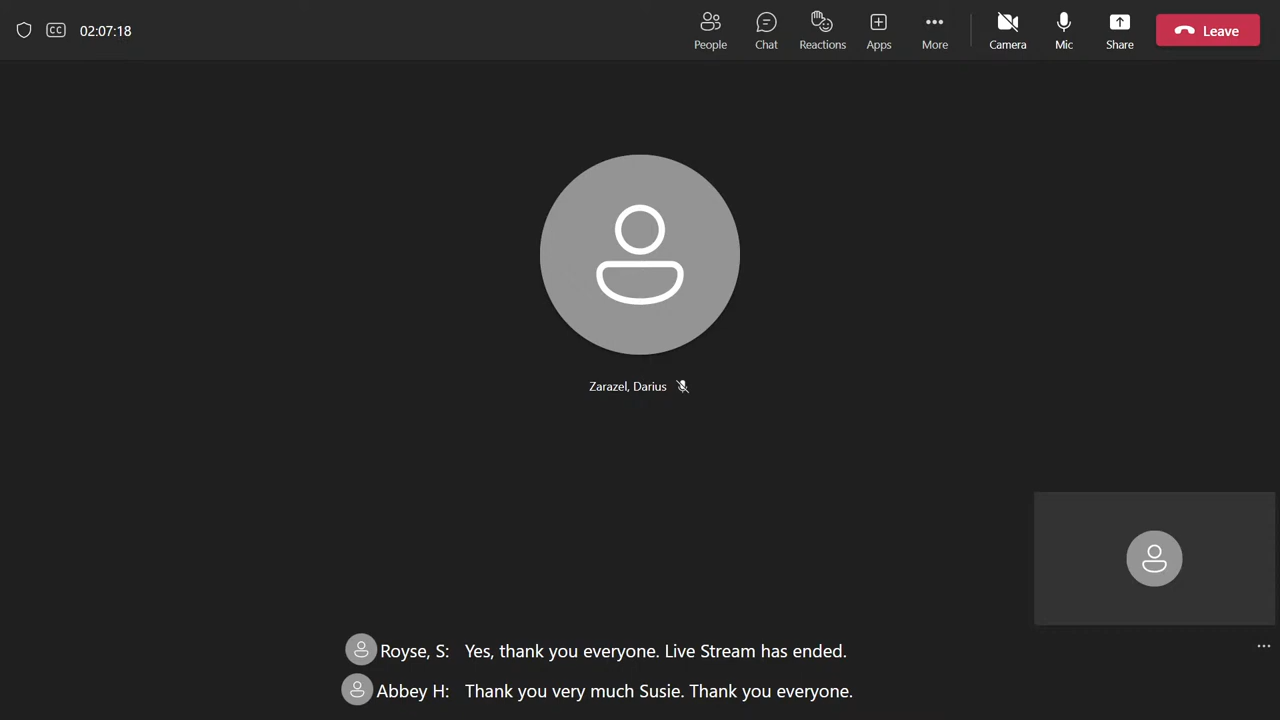 CC 02:07:18 People Chat Reactions Apps More Camera Mic Share Leave
Zarazel, Darius
Royse, S: Yes, thank you everyone. Live Stream has ended.
Abbey H: Thank you very much Susie. Thank you everyone.